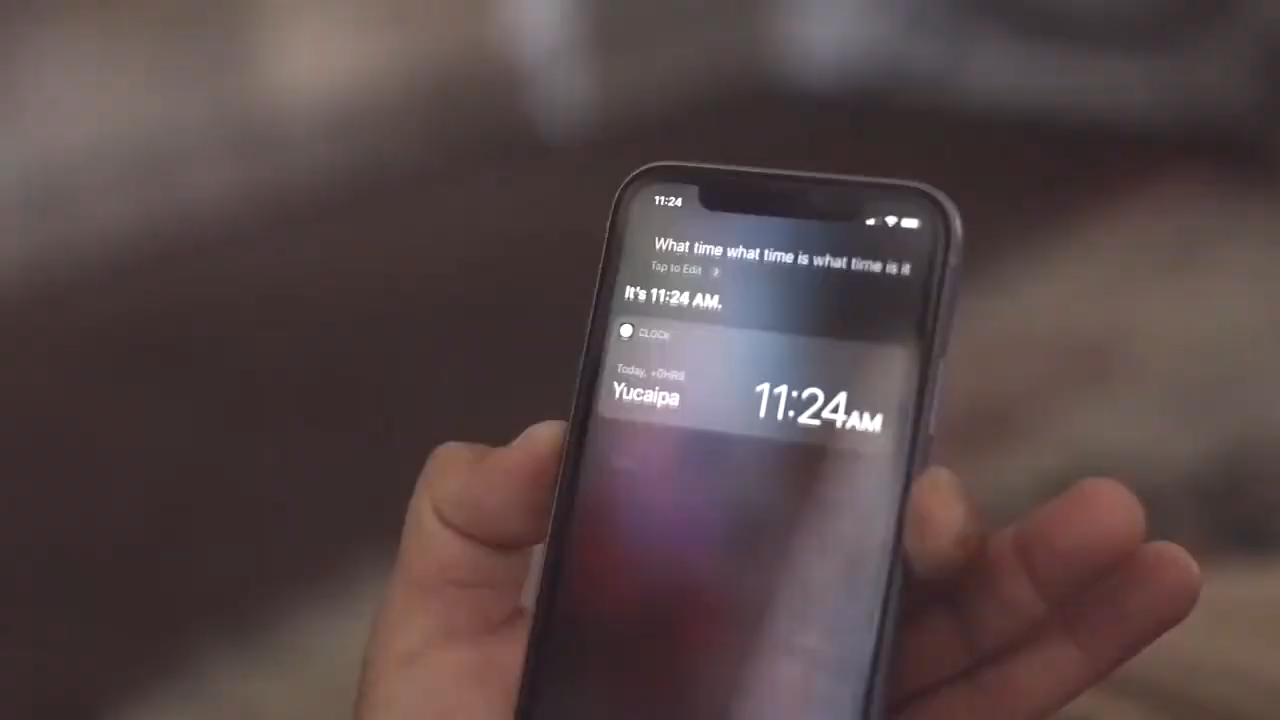 11:24
What time what time is what time is it
Tap to Edit
It's 11:24 AM.
CLOCK
Today, +0HRS
Yucaipa
11:24AM